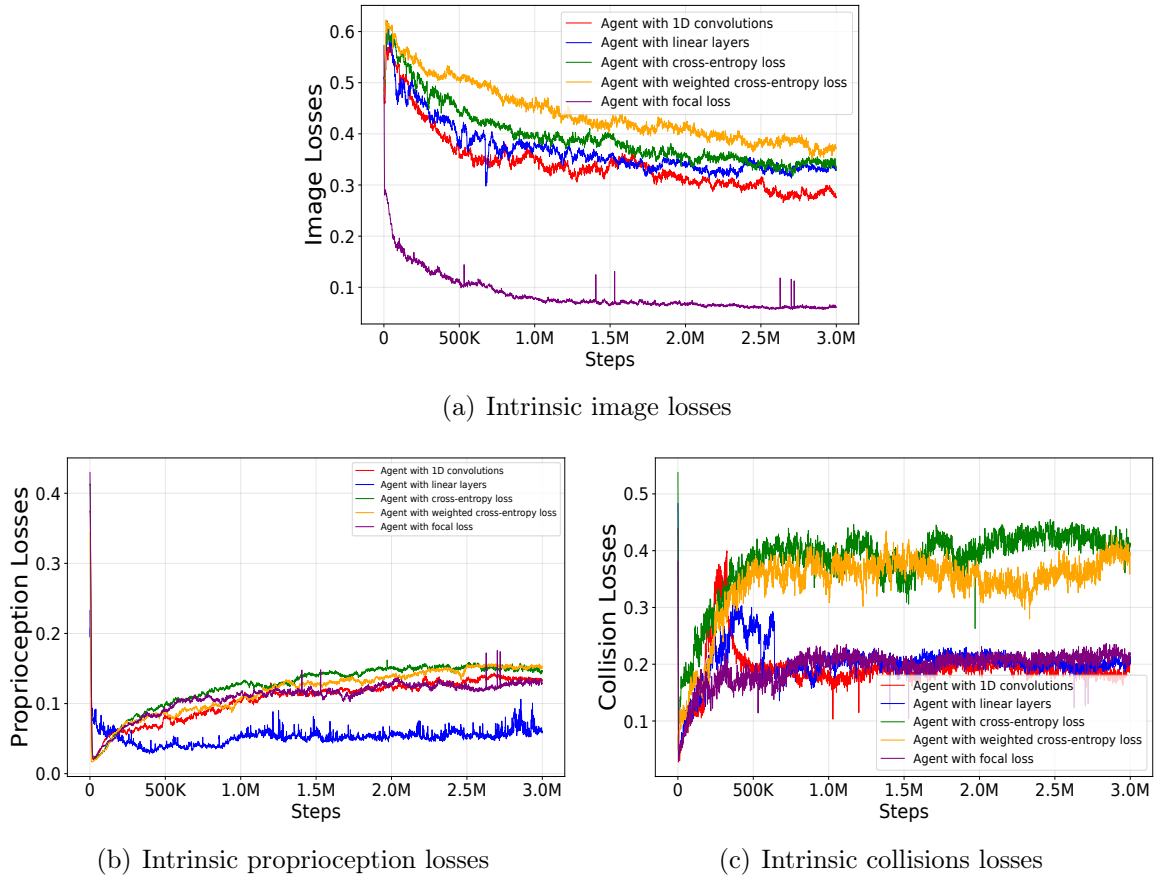 Agent with 1D convolutions
Agent with linear layers
Agent with cross-entropy loss
Agent with weighted cross-entropy loss
Agent with focal loss
Image Losses
0.6
0.5
0.4
0.3
0.2
0.1
0 500K 1.0M 1.5M 2.0M 2.5M 3.0M
Steps
(a) Intrinsic image losses
Agent with 1D convolutions
Agent with linear layers
Agent with cross-entropy loss
Agent with weighted cross-entropy loss
Agent with focal loss
Proprioception Losses
0.4
0.3
0.2
0.1
0.0
0 500K 1.0M 1.5M 2.0M 2.5M 3.0M
Steps
(b) Intrinsic proprioception losses
Collision Losses
0.5
0.4
0.3
0.2
0.1
Agent with 1D convolutions
Agent with linear layers
Agent with cross-entropy loss
Agent with weighted cross-entropy loss
Agent with focal loss
0 500K 1.0M 1.5M 2.0M 2.5M 3.0M
Steps
(c) Intrinsic collisions losses